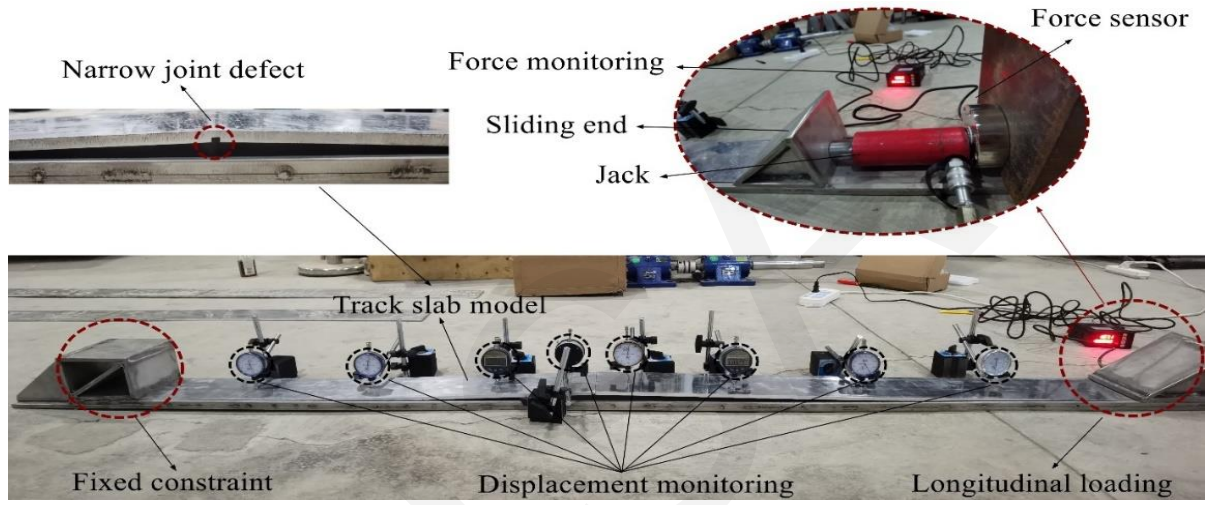 Narrow joint defect
Force sensor
Force monitoring
Sliding end
Jack
Track slab model
Fixed constraint
Displacement monitoring
Longitudinal loading